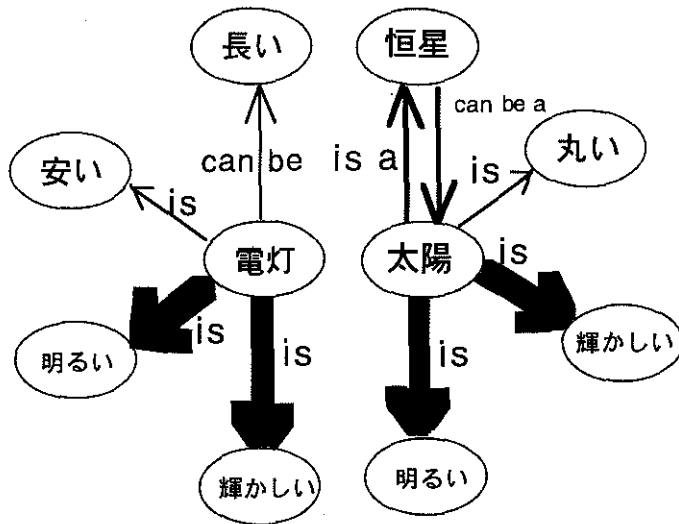 長い
恒星
can be a
安い
can be
is a
丸い
is
is
電灯
太陽
is
明るい
is
is
is
輝かしい
輝かしい
明るい